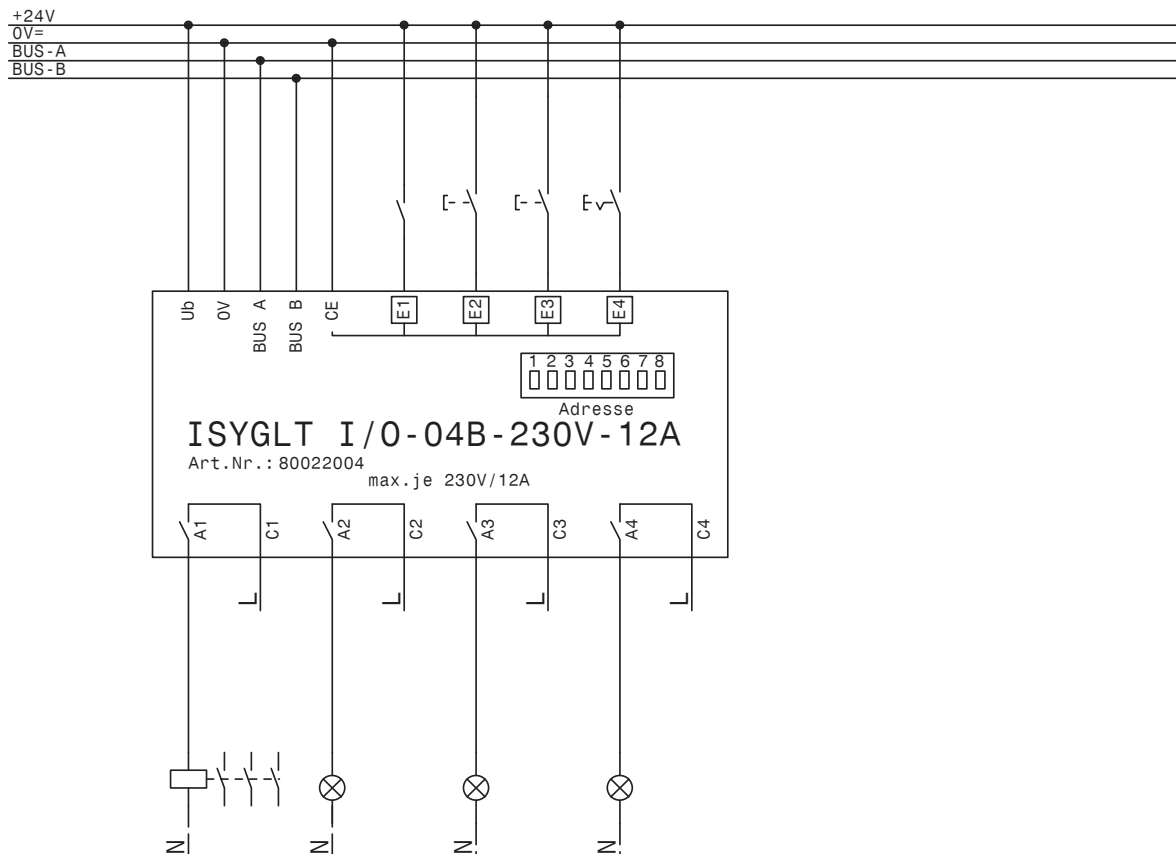 +24V
0V=
BUS-A
BUS-B
Ub
0V
BUS A
BUS B
CE
E1
E2
E3
E4
1 2 3 4 5 6 7 8
Adresse
ISYGLT I/O-04B-230V-12A
Art.Nr.: 80022004
max.je 230V/12A
A1
C1
A2
C2
A3
C3
A4
C4
L
L
L
L
N
N
N
N